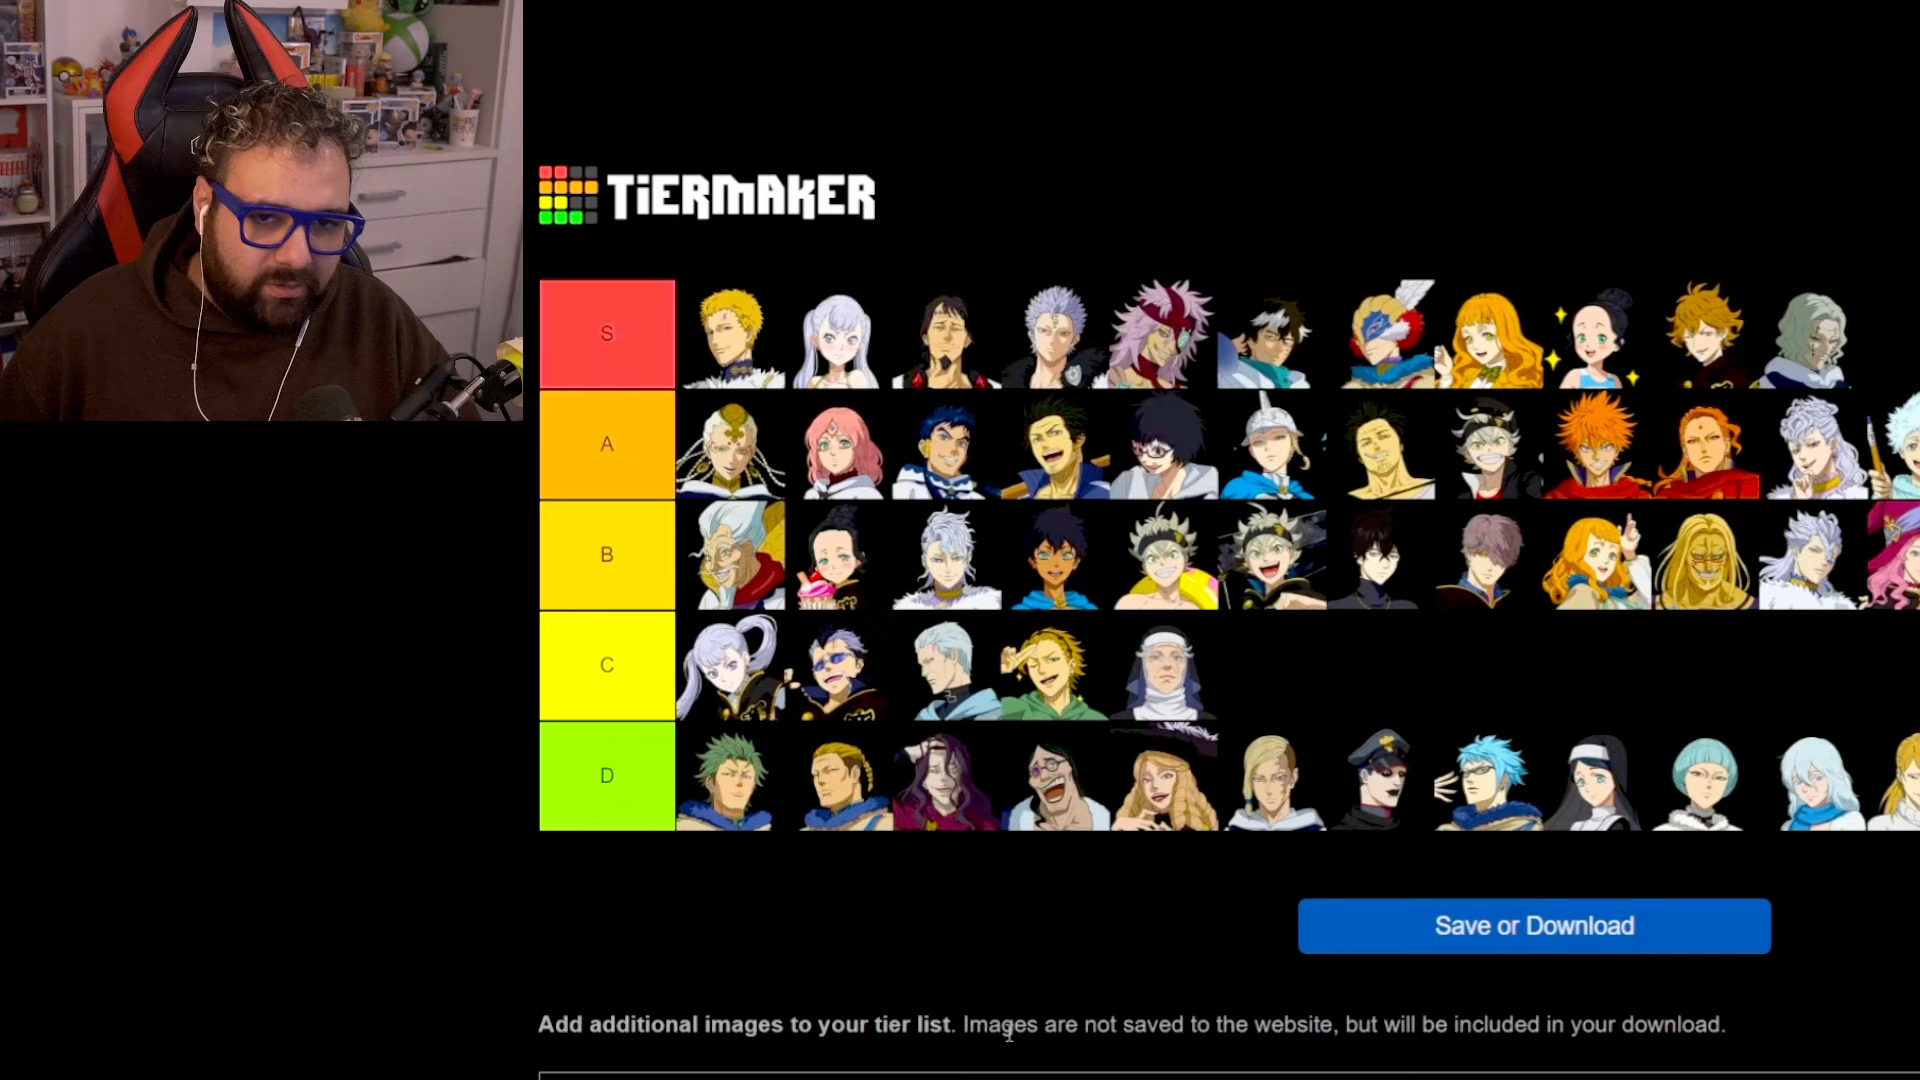 TiERMAKER
S
A
B
C
D
Save or Download
Add additional images to your tier list. Images are not saved to the website, but will be included in your download.